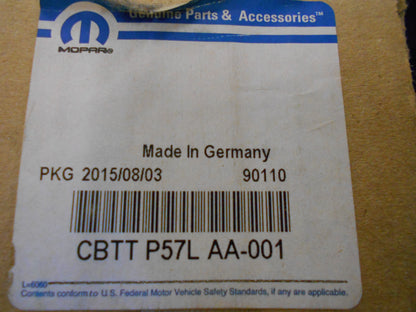 Genuine Parts & Accessories™
MOPAR®
Made In Germany
PKG 2015/08/03 90110
CBTT P57L AA-001
L=6060
Contents conform to U.S. Federal Motor Vehicle Safety Standards, if any are applicable.